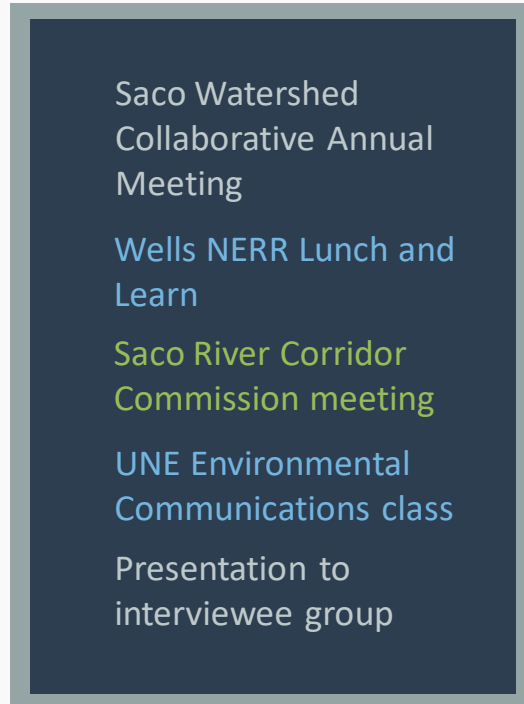 Saco Watershed
Collaborative Annual
Meeting
Wells NERR Lunch and
Learn
Saco River Corridor
Commission meeting
UNE Environmental
Communications class
Presentation to
interviewee group